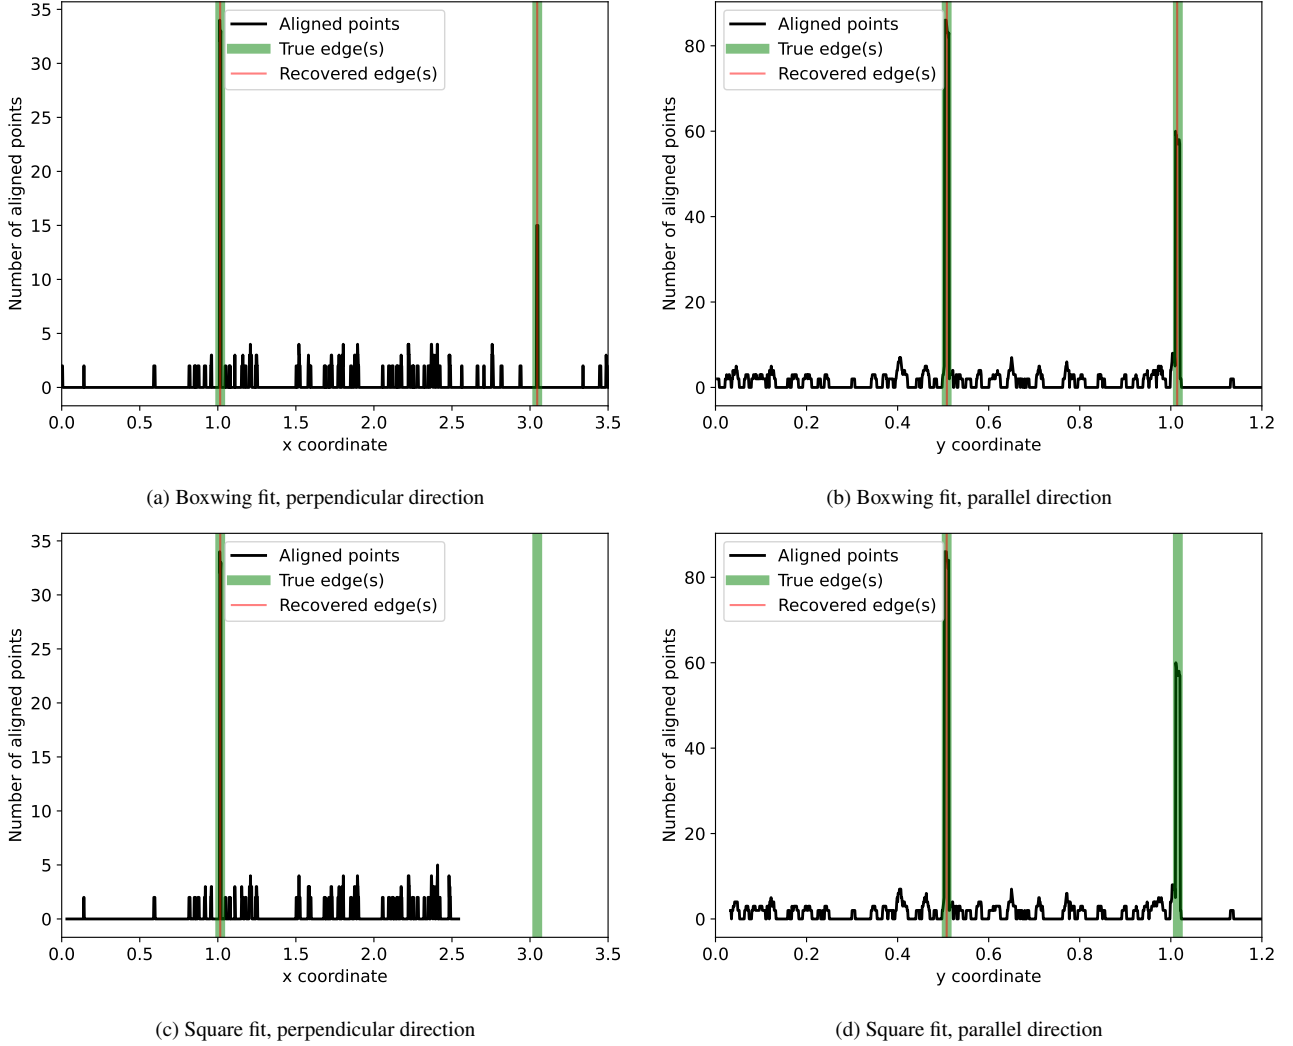 Number of aligned points
35
30
25
20
15
10
5
0
Aligned points
True edge(s)
Recovered edge(s)
0.0 0.5 1.0 1.5 2.0 2.5 3.0 3.5
x coordinate
(a) Boxwing fit, perpendicular direction
Number of aligned points
80
60
40
20
0
Aligned points
True edge(s)
Recovered edge(s)
0.0 0.2 0.4 0.6 0.8 1.0 1.2
y coordinate
(b) Boxwing fit, parallel direction
Number of aligned points
35
30
25
20
15
10
5
0
Aligned points
True edge(s)
Recovered edge(s)
0.0 0.5 1.0 1.5 2.0 2.5 3.0 3.5
x coordinate
(c) Square fit, perpendicular direction
Number of aligned points
80
60
40
20
0
Aligned points
True edge(s)
Recovered edge(s)
0.0 0.2 0.4 0.6 0.8 1.0 1.2
y coordinate
(d) Square fit, parallel direction